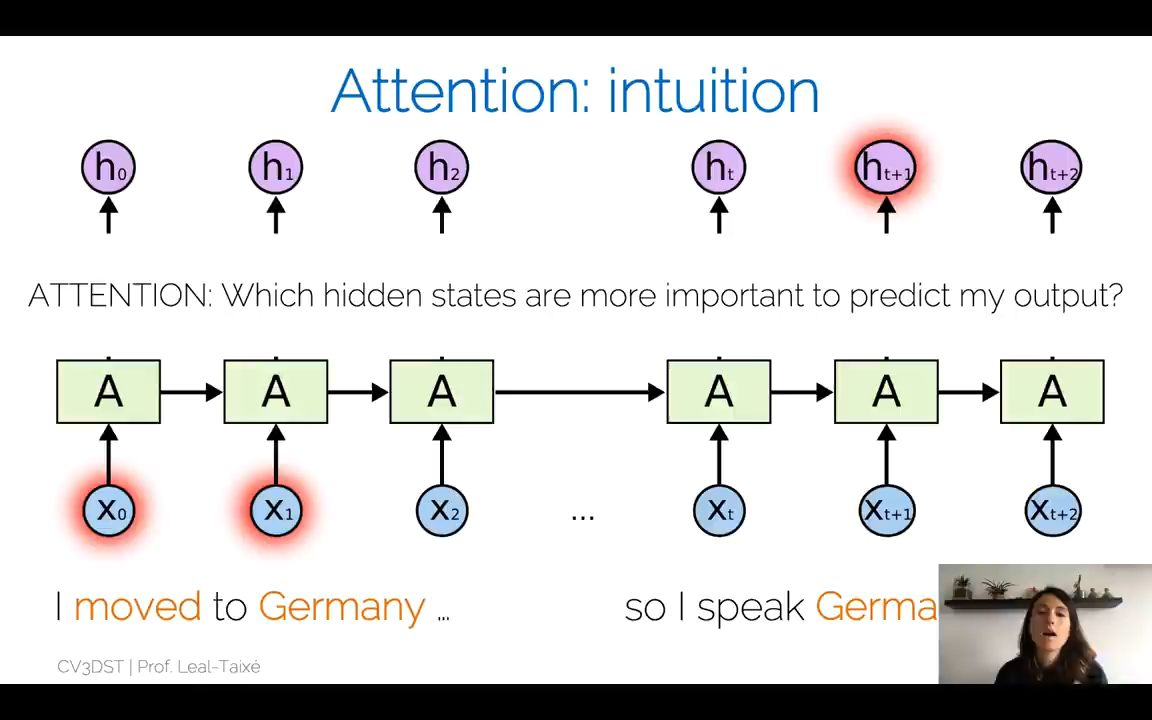 Attention: intuition
h0 h1 h2 ht ht+1 ht+2
ATTENTION: Which hidden states are more important to predict my output?
A A A A A A
x0 x1 x2 ... xt xt+1 xt+2
I moved to Germany ... so I speak Germa
CV3DST | Prof. Leal-Taixé